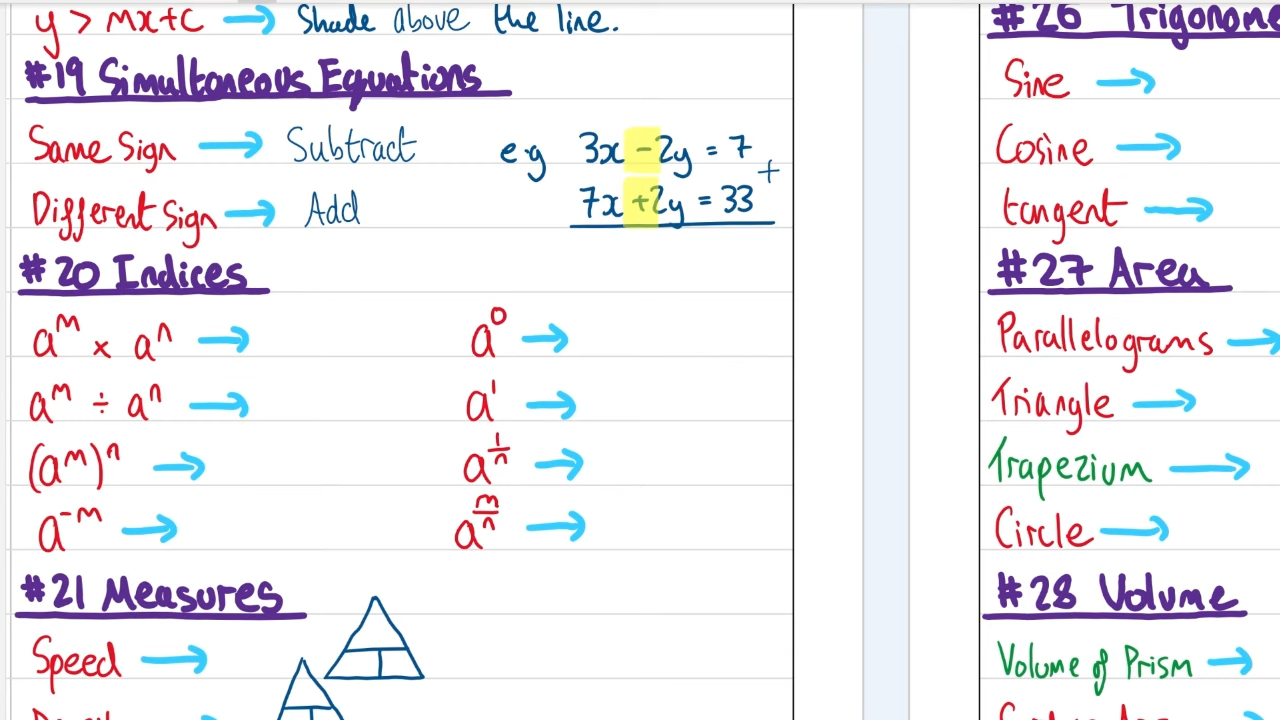 y > mx+c → Shade above the line.
#19 Simultaneous Equations
Same Sign → Subtract
Different Sign → Add
e.g 3x - 2y = 7
+
7x + 2y = 33
#20 Indices
aᵐ × aⁿ → a⁰ →
aᵐ ÷ aⁿ → a¹ →
(aᵐ)ⁿ → a^(1/n) →
a⁻ᵐ → a^(m/n) →
#21 Measures
Speed →
#26
Sine →
Cosine →
tangent →
#27 Area
Parallelograms →
Triangle →
Trapezium →
Circle →
#28 Volume
Volume of Prism →